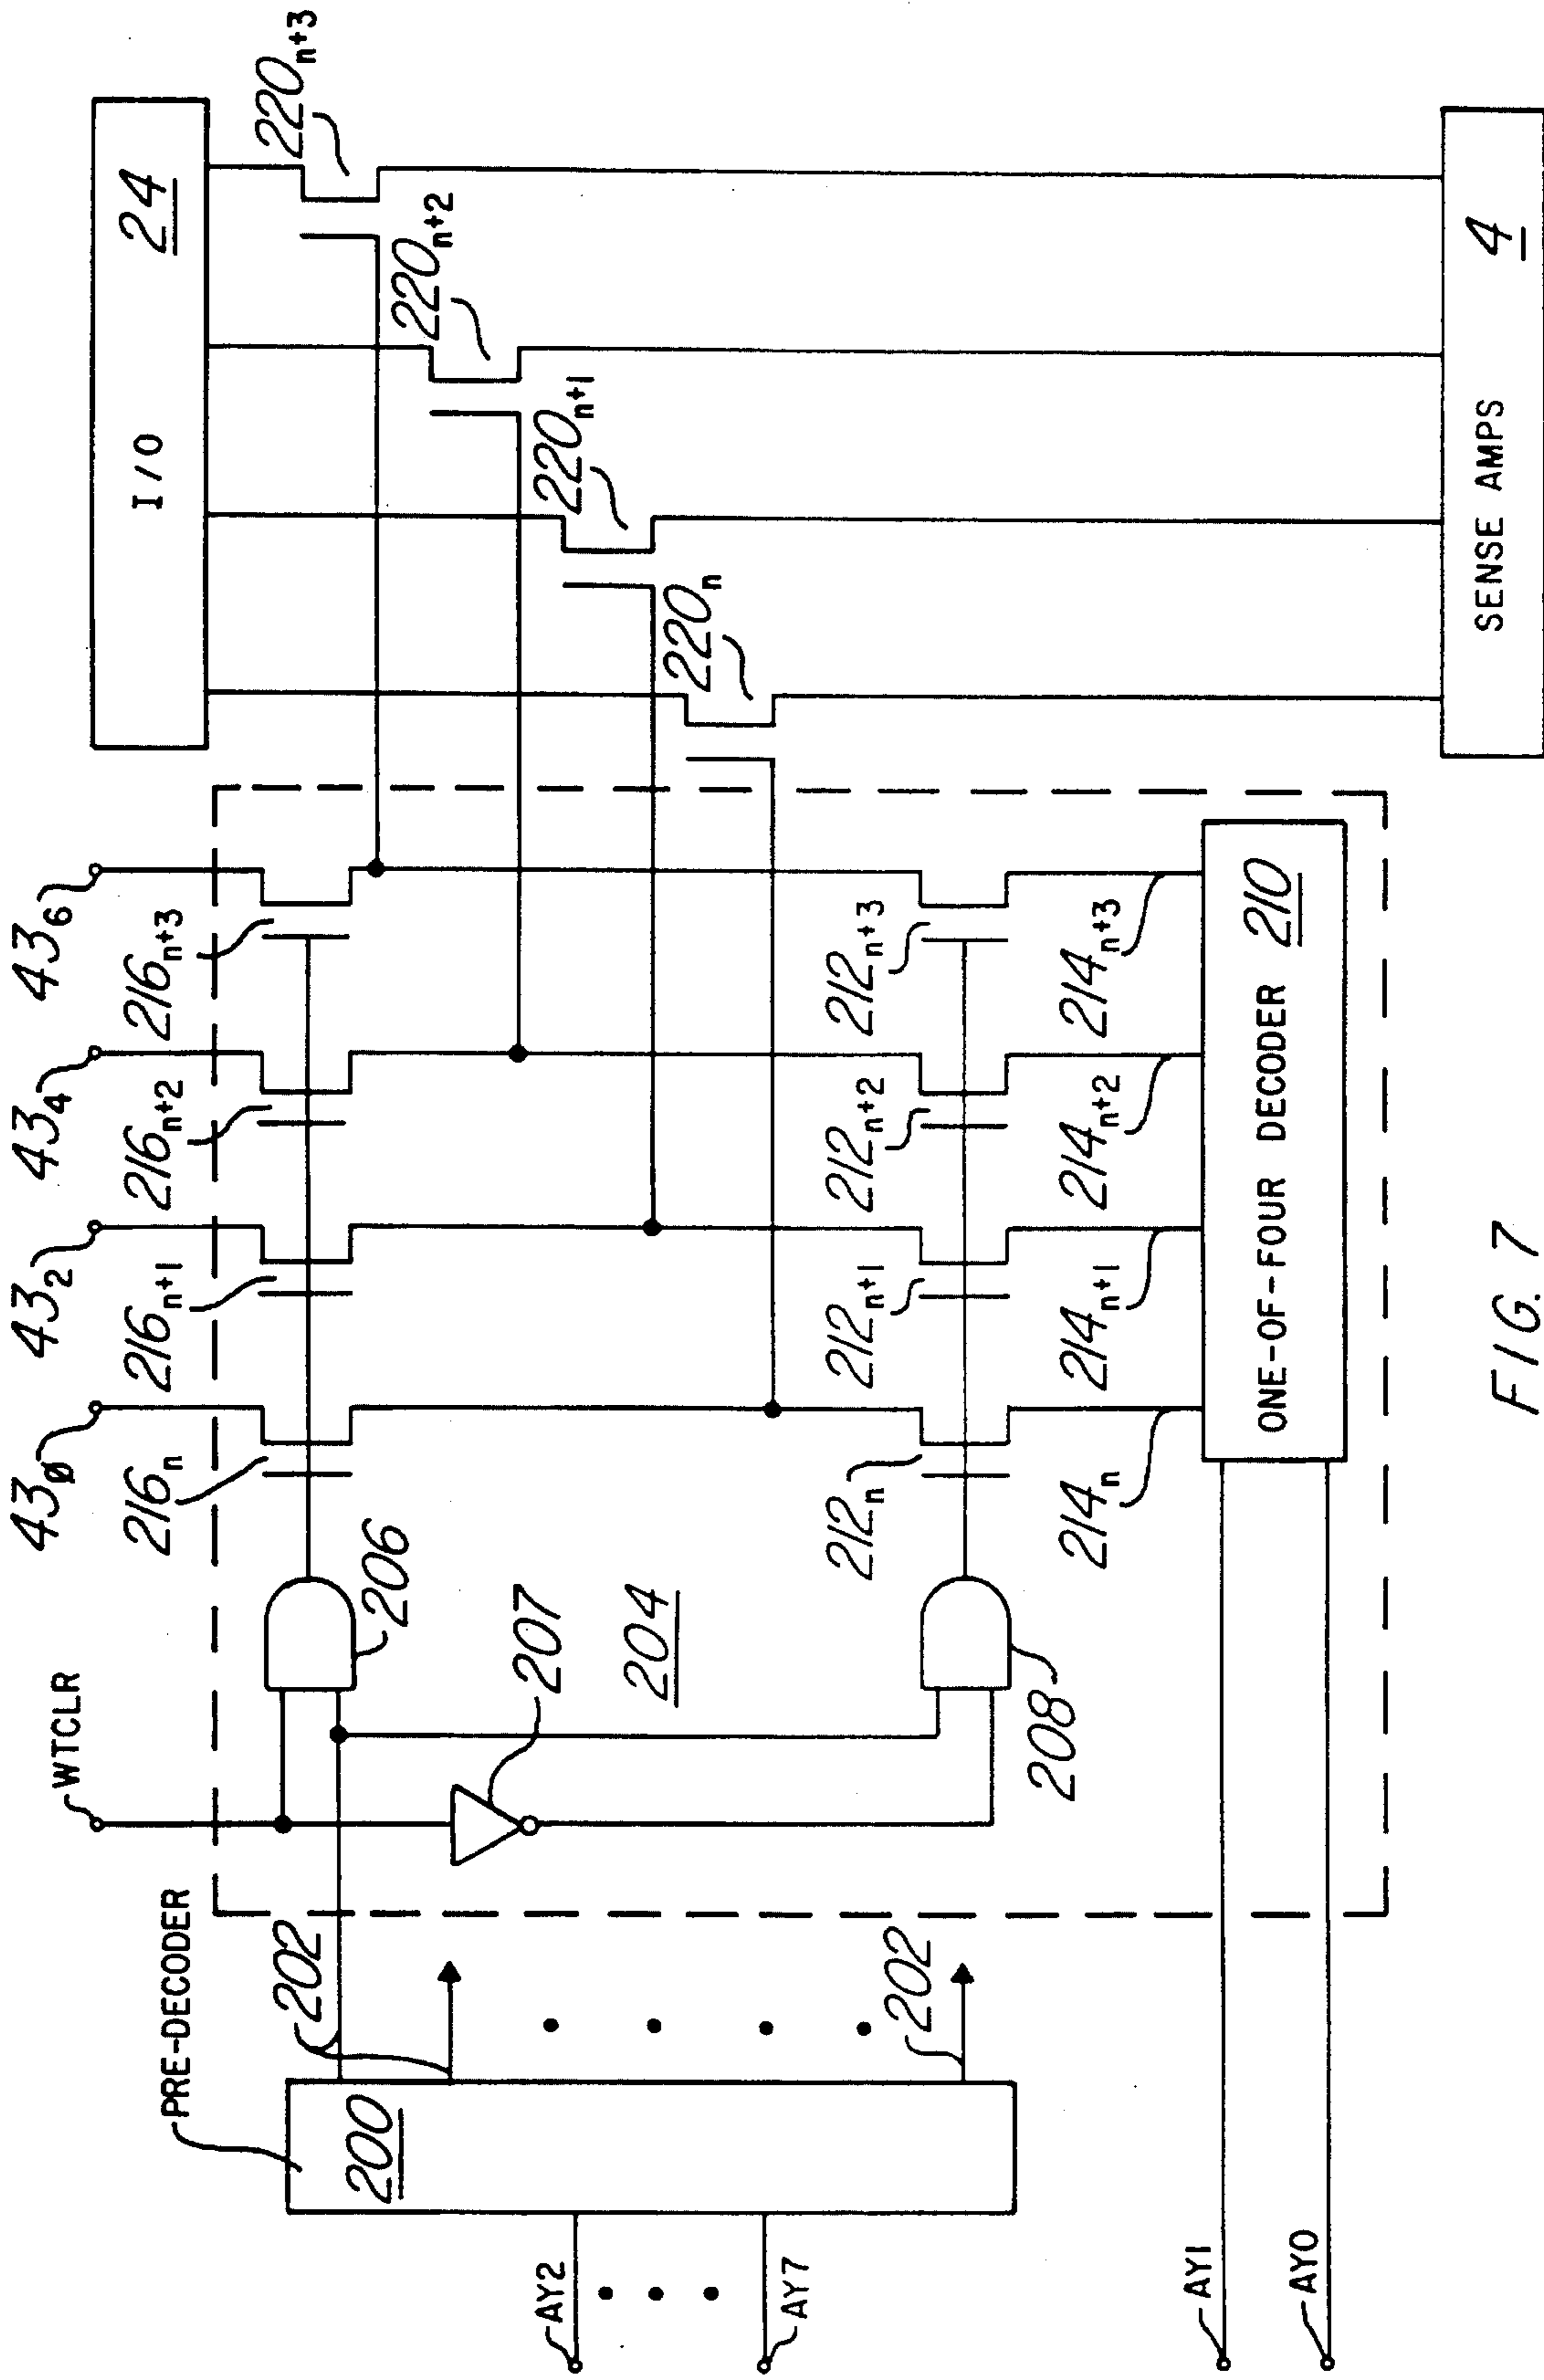 43Ø
43₂
43₄
43₆
WTCLR
216ₙ
216ₙ₊₁
216ₙ₊₂
216ₙ₊₃
I/O 24
220ₙ₊₃
220ₙ₊₂
220ₙ₊₁
220ₙ
PRE-DECODER
200
202
202
206
207
204
208
212ₙ
212ₙ₊₁
212ₙ₊₂
212ₙ₊₃
214ₙ
214ₙ₊₁
214ₙ₊₂
214ₙ₊₃
ONE-OF-FOUR DECODER 210
SENSE AMPS 4
AY2
AY7
AY1
AY0
FIG. 7